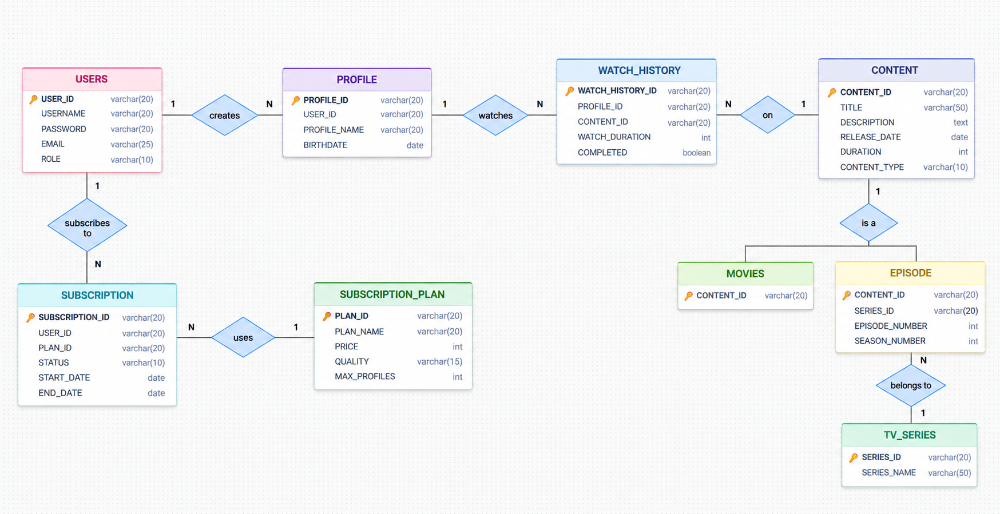 USERS
USER_ID varchar(20)
USERNAME varchar(20)
PASSWORD varchar(20)
EMAIL varchar(25)
ROLE varchar(10)
1
creates
N
PROFILE
PROFILE_ID varchar(20)
USER_ID varchar(20)
PROFILE_NAME varchar(20)
BIRTHDATE date
1
watches
N
WATCH_HISTORY
WATCH_HISTORY_ID varchar(20)
PROFILE_ID varchar(20)
CONTENT_ID varchar(20)
WATCH_DURATION int
COMPLETED boolean
N
on
1
CONTENT
CONTENT_ID varchar(20)
TITLE varchar(50)
DESCRIPTION text
RELEASE_DATE date
DURATION int
CONTENT_TYPE varchar(10)
1
subscribes
to
N
SUBSCRIPTION
SUBSCRIPTION_ID varchar(20)
USER_ID varchar(20)
PLAN_ID varchar(20)
STATUS varchar(10)
START_DATE date
END_DATE date
N
uses
1
SUBSCRIPTION_PLAN
PLAN_ID varchar(20)
PLAN_NAME varchar(20)
PRICE int
QUALITY varchar(15)
MAX_PROFILES int
1
is a
MOVIES
CONTENT_ID varchar(20)
EPISODE
CONTENT_ID varchar(20)
SERIES_ID varchar(20)
EPISODE_NUMBER int
SEASON_NUMBER int
N
belongs to
1
TV_SERIES
SERIES_ID varchar(20)
SERIES_NAME varchar(50)